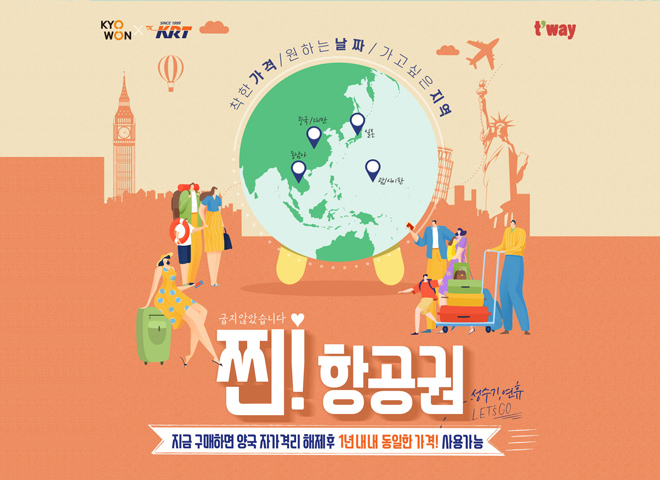 KYO
WON
×
SINCE 1999
KRT
t'way
착한 가격 / 원하는 날짜 / 가고싶은 지역
중국/대만
일본
동남아
괌/사이판
굽지않았습니다
찐! 항공권
성수기, 연휴
LET'S GO
지금 구매하면 양국 자가격리 해제후 1년 내내 동일한 가격! 사용가능